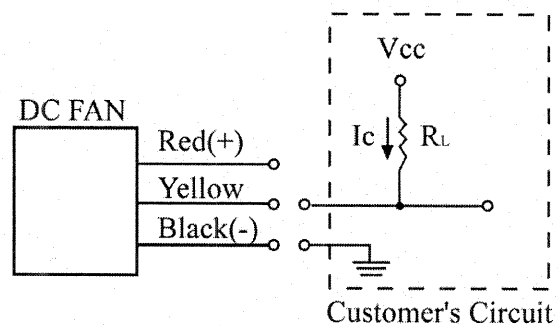 Vcc
DC FAN
Red(+)
Ic
RL
Yellow
Black(-)
Customer's Circuit